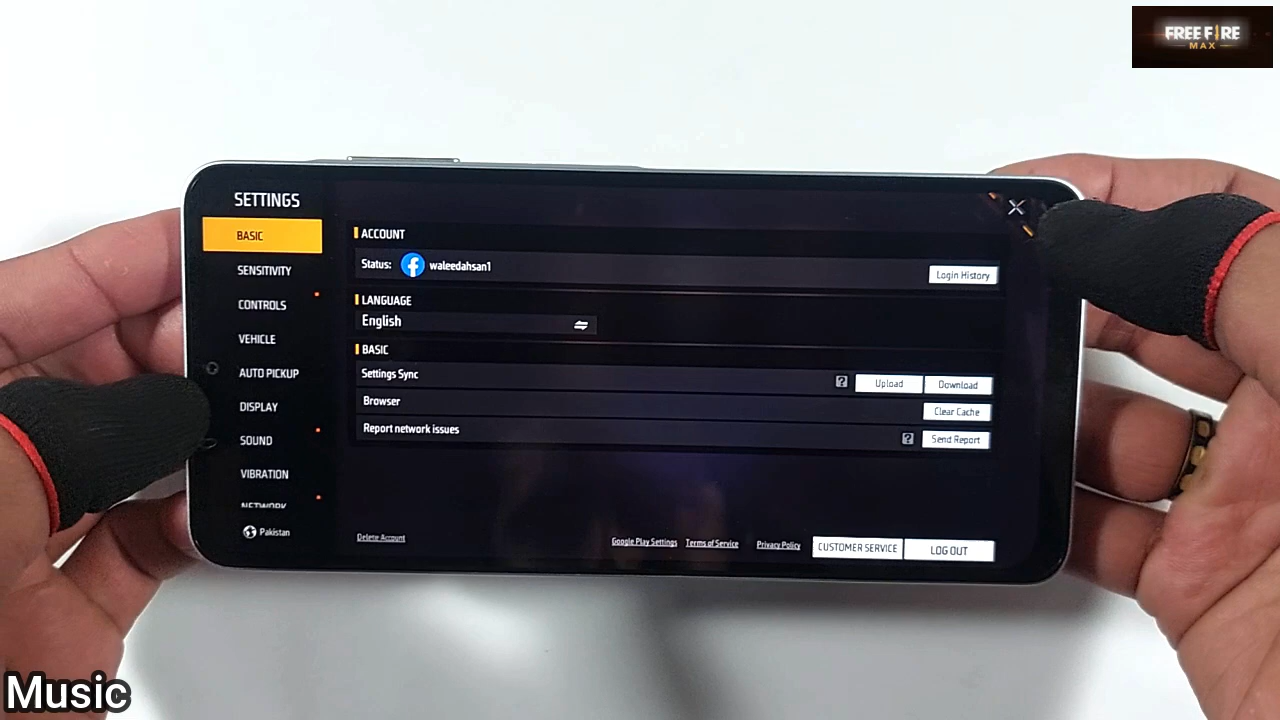 FREE FIRE
MAX
SETTINGS
BASIC
SENSITIVITY
CONTROLS
VEHICLE
AUTO PICKUP
DISPLAY
SOUND
VIBRATION
NETWORK
Pakistan
ACCOUNT
Status: waleedahsan1
Login History
LANGUAGE
English
BASIC
Settings Sync ? Upload Download
Browser Clear Cache
Report network issues ? Send Report
Delete Account Google Play Settings Terms of Service Privacy Policy CUSTOMER SERVICE LOG OUT
Music